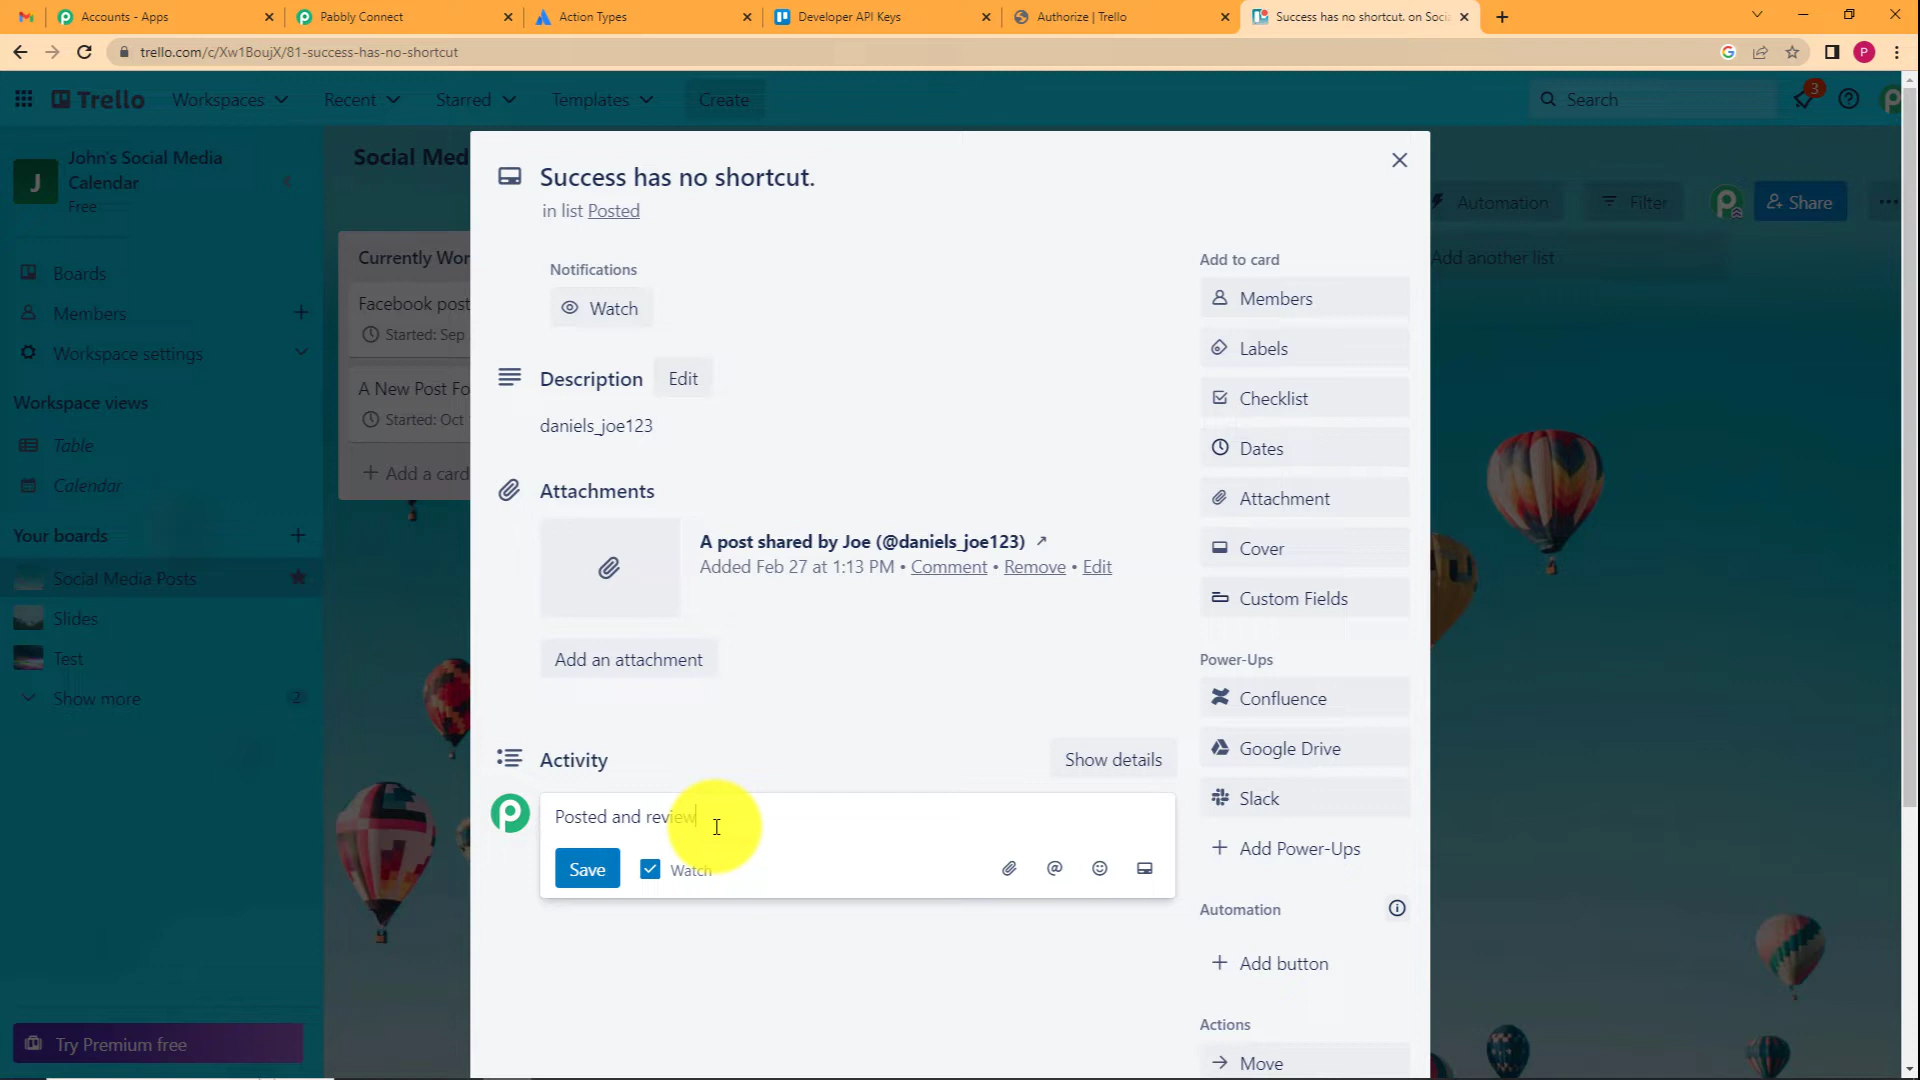 Accounts - Apps
Pabbly Connect
Action Types
Developer API Keys
Authorize | Trello
Success has no shortcut. on Soci
trello.com/c/Xw1BoujX/81-success-has-no-shortcut
Trello
Workspaces
Recent
Starred
Templates
Create
Search
3
John's Social Media
Calendar
Free
J
Boards
Members
Workspace settings
Workspace views
Table
Calendar
Your boards
Social Media Posts
Slides
Test
Show more
2
Try Premium free
Social Med
Automation
Filter
Share
Currently Wor
Facebook post
Started: Sep
A New Post Fo
Started: Oct
Add a card
Add another list
Success has no shortcut.
in list Posted
Notifications
Watch
Description
Edit
daniels_joe123
Attachments
A post shared by Joe (@daniels_joe123) ↗
Added Feb 27 at 1:13 PM • Comment • Remove • Edit
Add an attachment
Activity
Show details
Posted and review
Save
Watch
Add to card
Members
Labels
Checklist
Dates
Attachment
Cover
Custom Fields
Power-Ups
Confluence
Google Drive
Slack
Add Power-Ups
Automation
Add button
Actions
Move